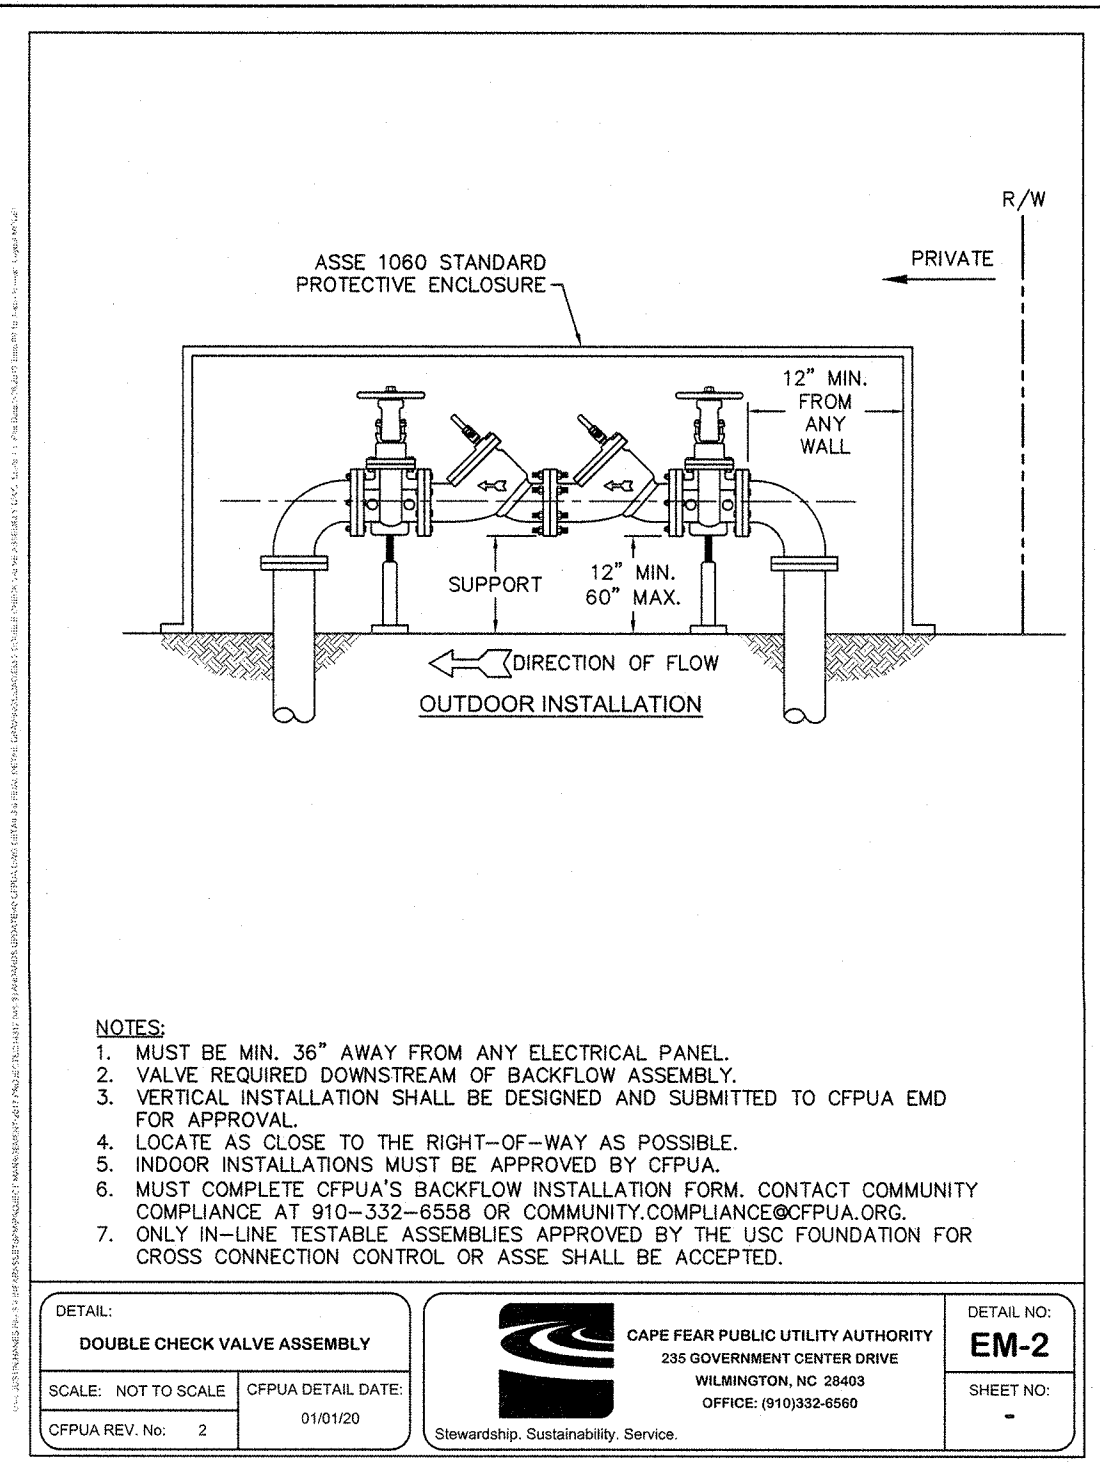 R/W
PRIVATE
ASSE 1060 STANDARD
PROTECTIVE ENCLOSURE
12" MIN.
FROM
ANY
WALL
SUPPORT
12" MIN.
60" MAX.
DIRECTION OF FLOW
OUTDOOR INSTALLATION
NOTES:
1. MUST BE MIN. 36" AWAY FROM ANY ELECTRICAL PANEL.
2. VALVE REQUIRED DOWNSTREAM OF BACKFLOW ASSEMBLY.
3. VERTICAL INSTALLATION SHALL BE DESIGNED AND SUBMITTED TO CFPUA EMD
FOR APPROVAL.
4. LOCATE AS CLOSE TO THE RIGHT-OF-WAY AS POSSIBLE.
5. INDOOR INSTALLATIONS MUST BE APPROVED BY CFPUA.
6. MUST COMPLETE CFPUA'S BACKFLOW INSTALLATION FORM. CONTACT COMMUNITY
COMPLIANCE AT 910-332-6558 OR COMMUNITY.COMPLIANCE@CFPUA.ORG.
7. ONLY IN-LINE TESTABLE ASSEMBLIES APPROVED BY THE USC FOUNDATION FOR
CROSS CONNECTION CONTROL OR ASSE SHALL BE ACCEPTED.
DETAIL:
DOUBLE CHECK VALVE ASSEMBLY
SCALE: NOT TO SCALE
CFPUA DETAIL DATE:
01/01/20
CFPUA REV. No: 2
CAPE FEAR PUBLIC UTILITY AUTHORITY
235 GOVERNMENT CENTER DRIVE
WILMINGTON, NC 28403
OFFICE: (910)332-6560
Stewardship. Sustainability. Service.
DETAIL NO:
EM-2
SHEET NO:
-